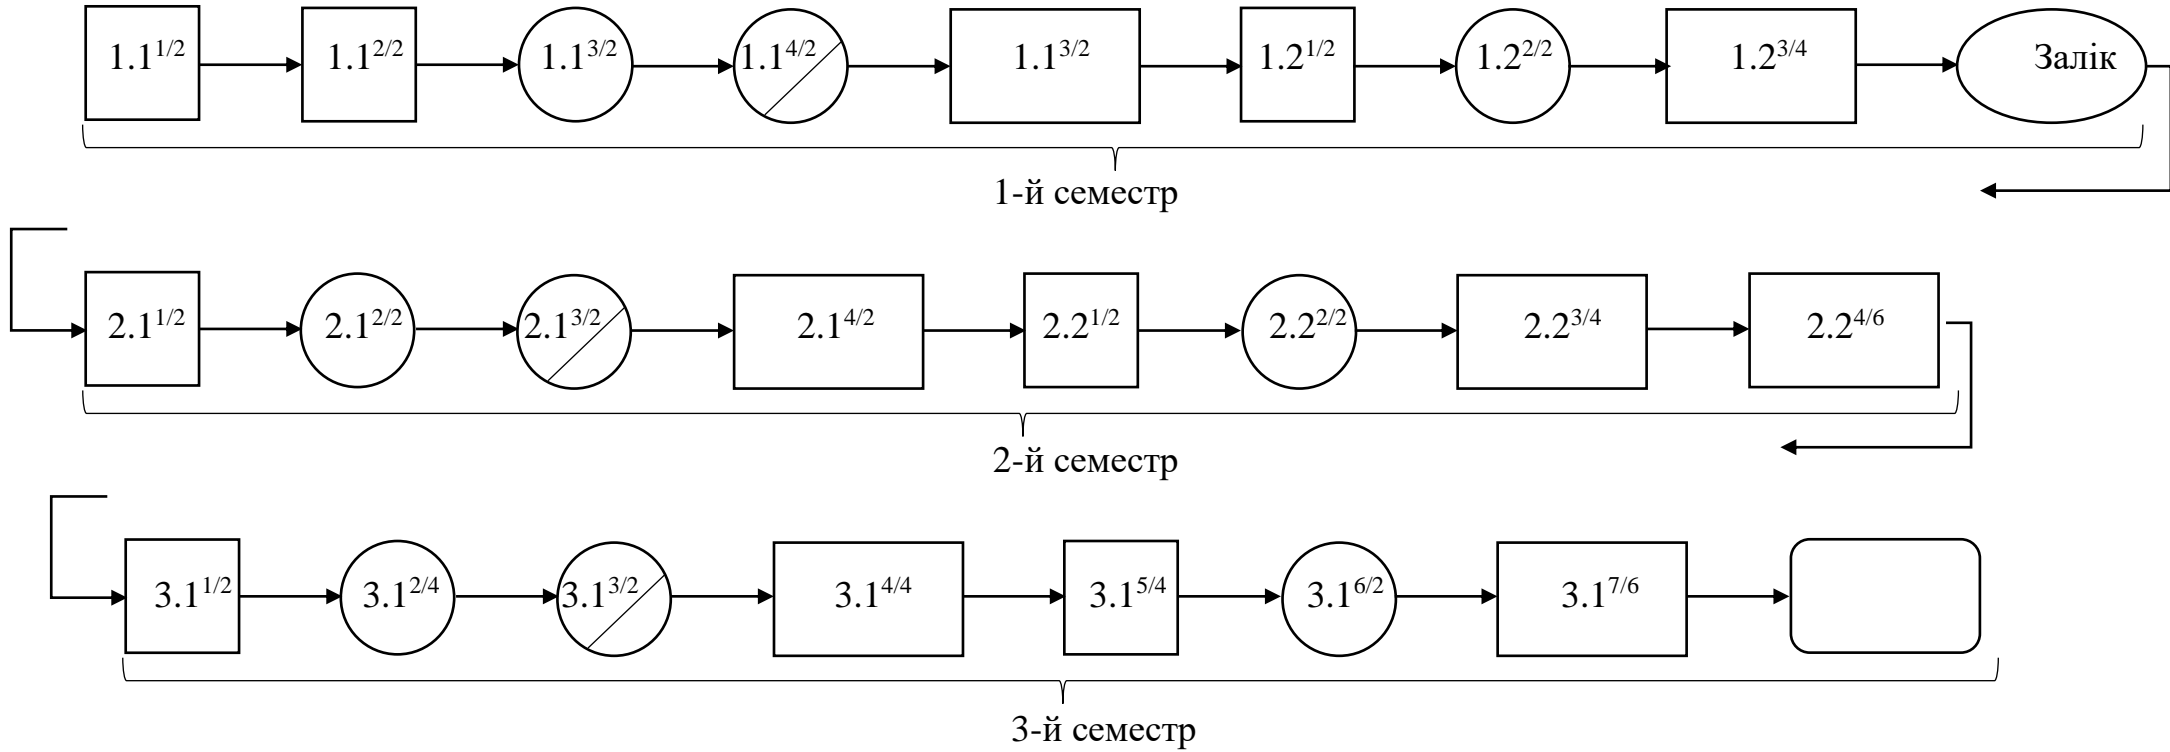 1.1^1/2 1.1^2/2 1.1^3/2 1.1^4/2 1.1^3/2 1.2^1/2 1.2^2/2 1.2^3/4 Залік
1-й семестр
2.1^1/2 2.1^2/2 2.1^3/2 2.1^4/2 2.2^1/2 2.2^2/2 2.2^3/4 2.2^4/6
2-й семестр
3.1^1/2 3.1^2/4 3.1^3/2 3.1^4/4 3.1^5/4 3.1^6/2 3.1^7/6
3-й семестр